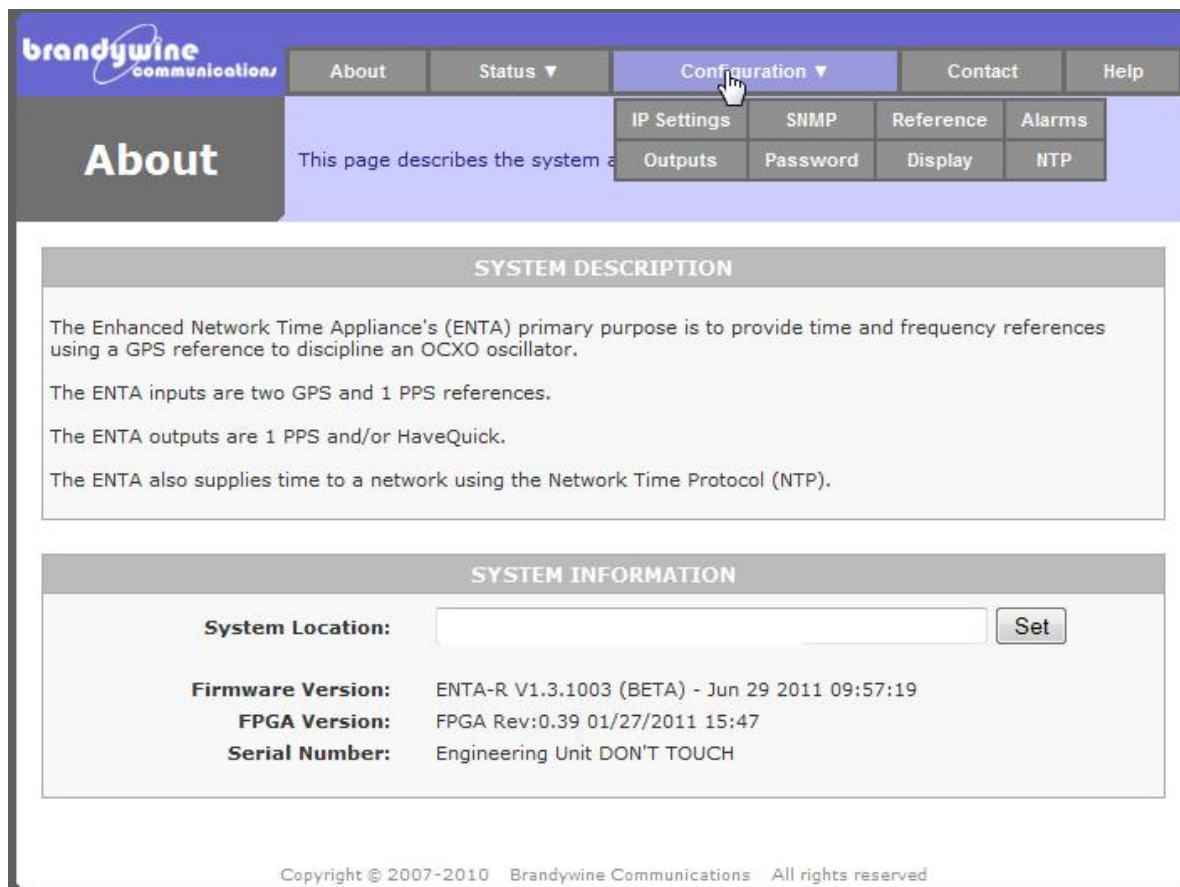 brandywine
communications
About Status ▼ Configuration ▼ Contact Help
IP Settings SNMP Reference Alarms
Outputs Password Display NTP
About
This page describes the system
SYSTEM DESCRIPTION
The Enhanced Network Time Appliance's (ENTA) primary purpose is to provide time and frequency references
using a GPS reference to discipline an OCXO oscillator.
The ENTA inputs are two GPS and 1 PPS references.
The ENTA outputs are 1 PPS and/or HaveQuick.
The ENTA also supplies time to a network using the Network Time Protocol (NTP).
SYSTEM INFORMATION
System Location: Set
Firmware Version: ENTA-R V1.3.1003 (BETA) - Jun 29 2011 09:57:19
FPGA Version: FPGA Rev:0.39 01/27/2011 15:47
Serial Number: Engineering Unit DON'T TOUCH
Copyright © 2007-2010 Brandywine Communications All rights reserved